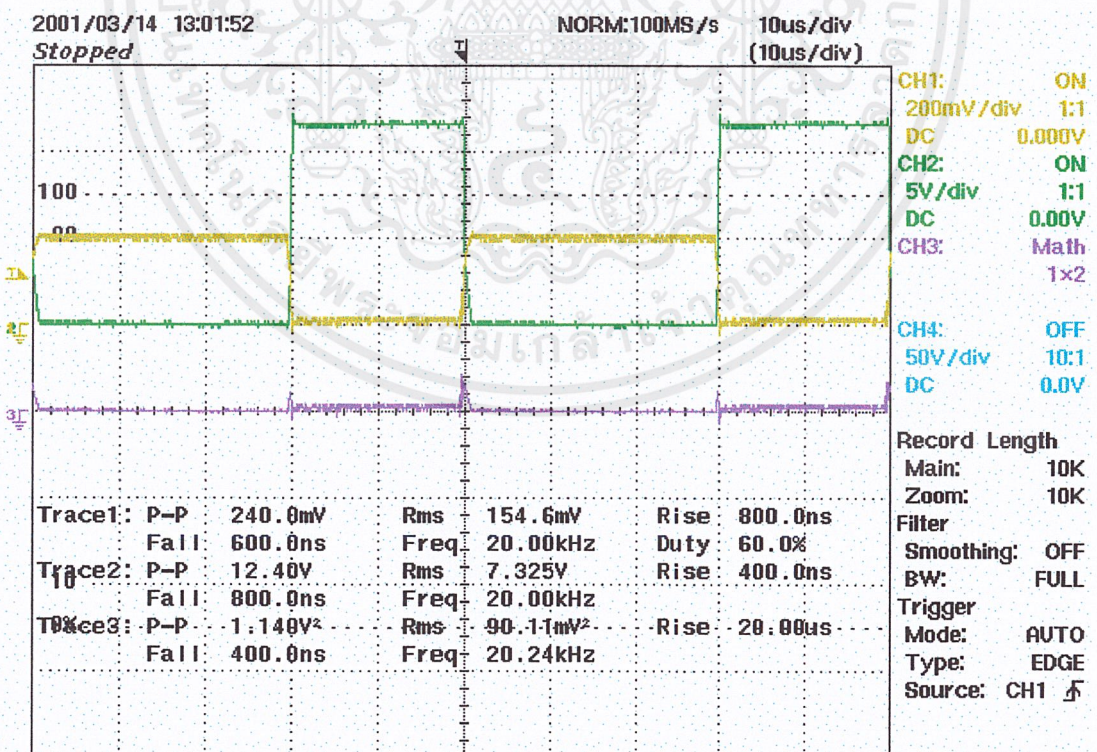 2001/03/14 13:01:52 NORM:100MS/s 10us/div
Stopped (10us/div)
CH1: ON
200mV/div 1:1
DC 0.000V
CH2: ON
5V/div 1:1
DC 0.00V
CH3: Math
1×2
CH4: OFF
50V/div 10:1
DC 0.0V
Record Length
Main: 10K
Zoom: 10K
Filter
Smoothing: OFF
BW: FULL
Trigger
Mode: AUTO
Type: EDGE
Source: CH1
100
90
Trace1: P-P 240.0mV Rms 154.6mV Rise 800.0ns
Fall 600.0ns Freq 20.00kHz Duty 60.0%
Trace2: P-P 12.40V Rms 7.325V Rise 400.0ns
10
Fall 800.0ns Freq 20.00kHz
0%
Trace3: P-P 1.140V² Rms 90.11mV² Rise 20.00us
Fall 400.0ns Freq 20.24kHz